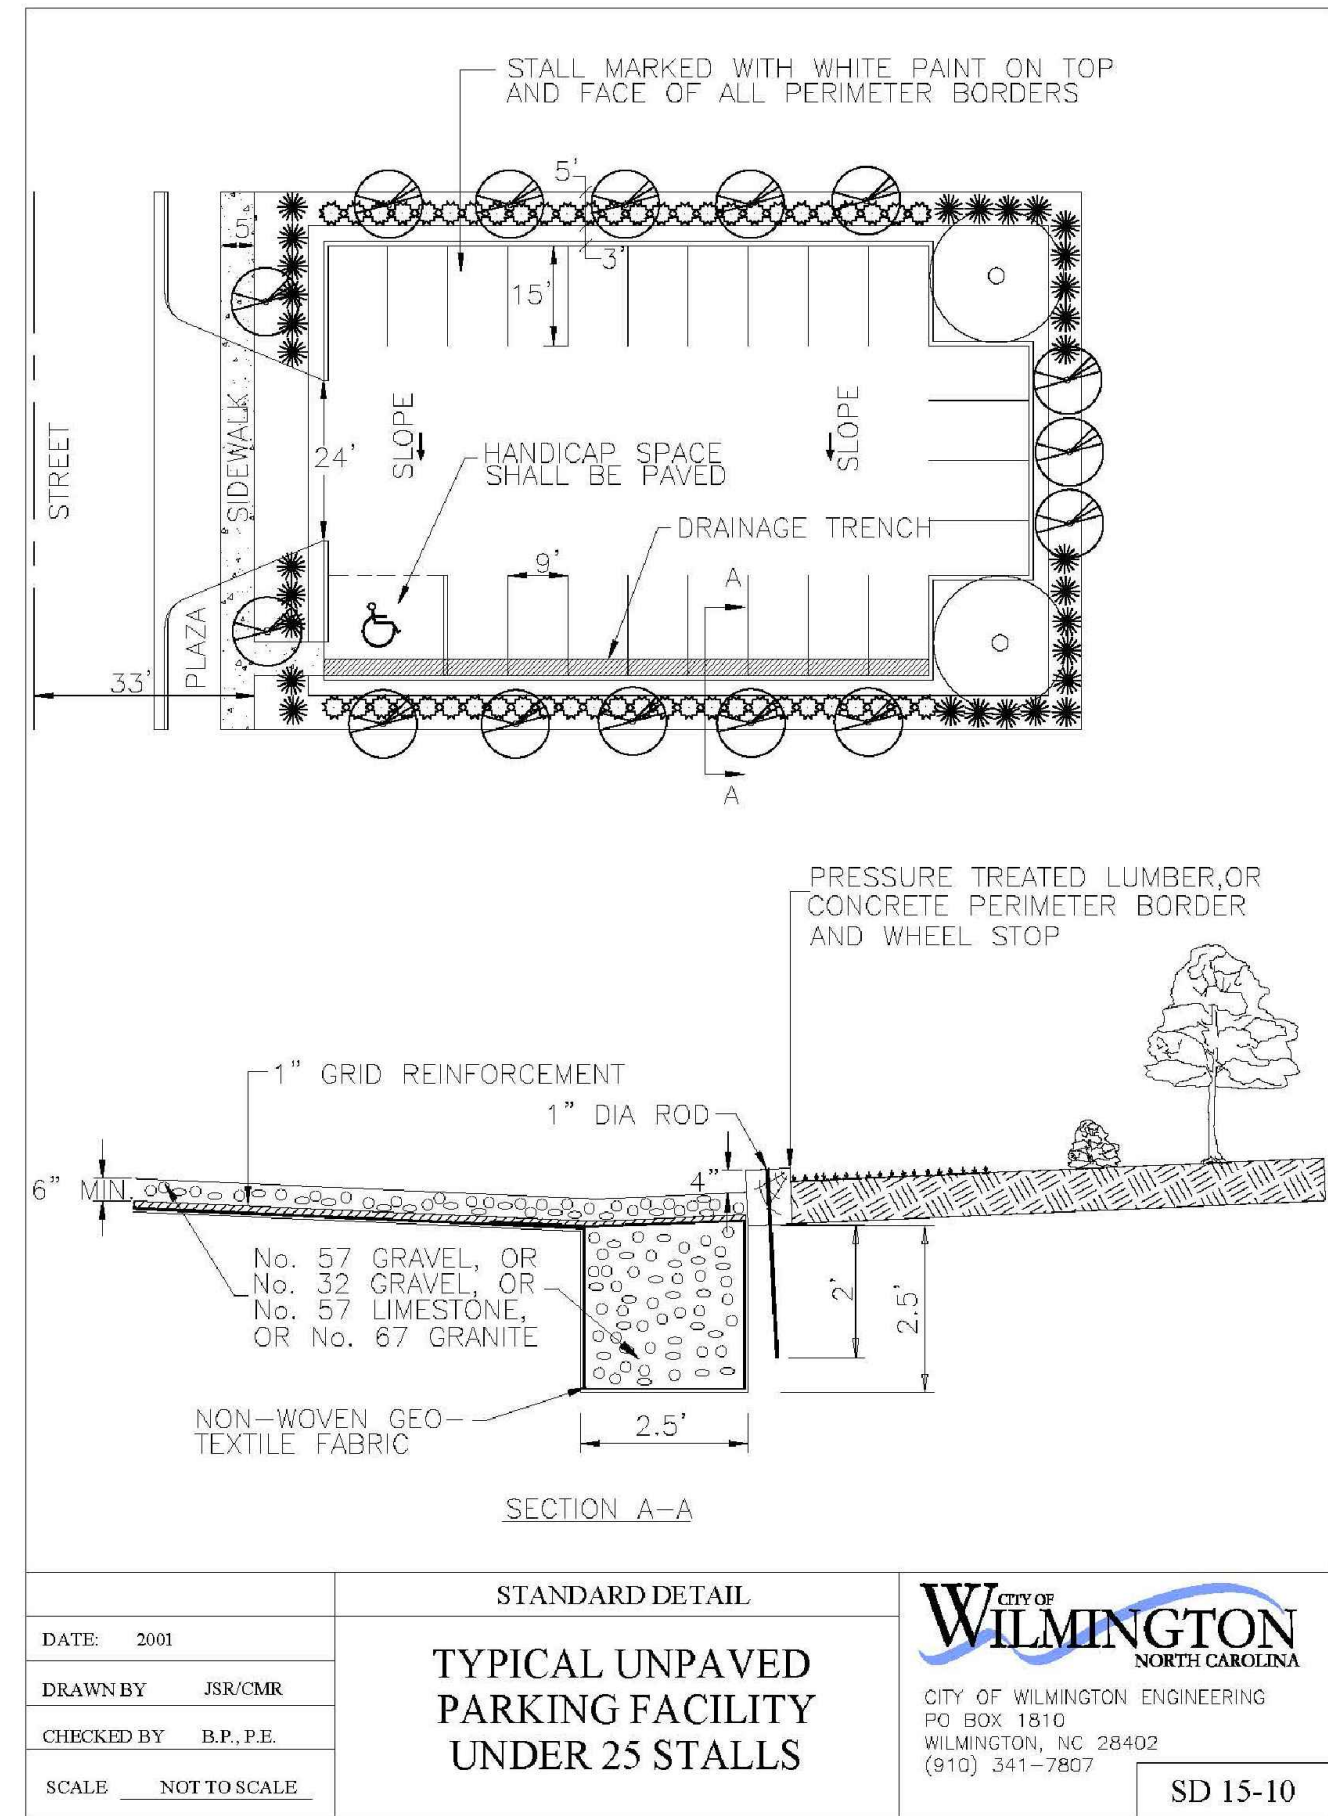 STALL MARKED WITH WHITE PAINT ON TOP
AND FACE OF ALL PERIMETER BORDERS
5'
5'
3'
15'
STREET
SIDEWALK
24'
SLOPE
SLOPE
HANDICAP SPACE
SHALL BE PAVED
DRAINAGE TRENCH
9'
A
PLAZA
33'
A
PRESSURE TREATED LUMBER,OR
CONCRETE PERIMETER BORDER
AND WHEEL STOP
1" GRID REINFORCEMENT
1" DIA ROD
6" MIN.
4"
No. 57 GRAVEL, OR
No. 32 GRAVEL, OR
No. 57 LIMESTONE,
OR No. 67 GRANITE
2'
2.5'
NON-WOVEN GEO-
TEXTILE FABRIC
2.5'
SECTION A-A
STANDARD DETAIL
TYPICAL UNPAVED
PARKING FACILITY
UNDER 25 STALLS
DATE: 2001
DRAWN BY JSR/CMR
CHECKED BY B.P., P.E.
SCALE NOT TO SCALE
CITY OF
WILMINGTON
NORTH CAROLINA
CITY OF WILMINGTON ENGINEERING
PO BOX 1810
WILMINGTON, NC 28402
(910) 341-7807
SD 15-10